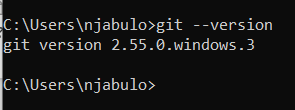 C:\Users\njabulo>git --version
git version 2.55.0.windows.3
C:\Users\njabulo>